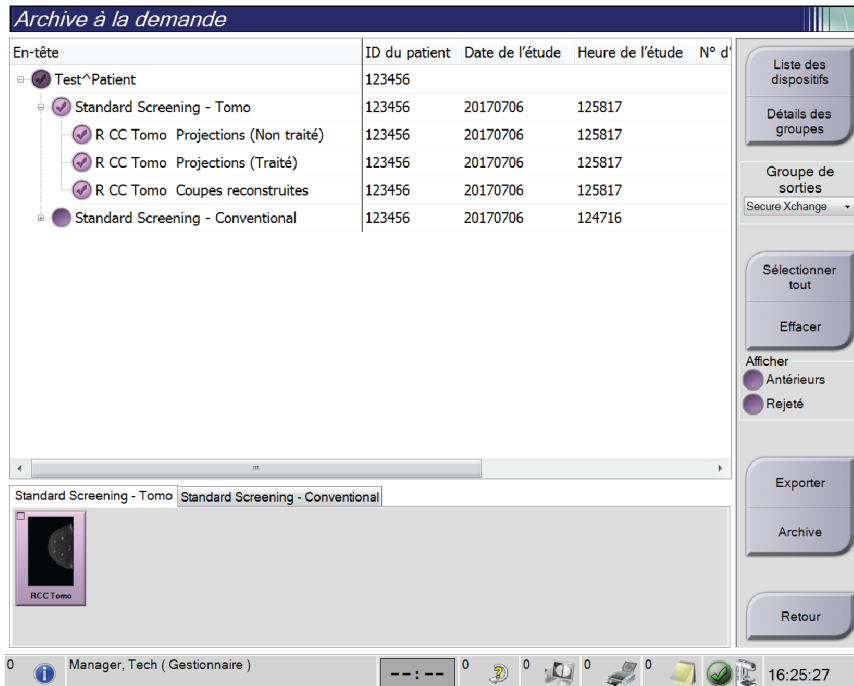 Archive à la demande
En-tête ID du patient Date de l'étude Heure de l'étude N° d'
Test^Patient 123456
Standard Screening - Tomo 123456 20170706 125817
R CC Tomo Projections (Non traité) 123456 20170706 125817
R CC Tomo Projections (Traité) 123456 20170706 125817
R CC Tomo Coupes reconstruites 123456 20170706 125817
Standard Screening - Conventional 123456 20170706 124716
Liste des
dispositifs
Détails des
groupes
Groupe de
sorties
Secure Xchange
Sélectionner
tout
Effacer
Afficher
Antérieurs
Rejeté
Exporter
Archive
Retour
Standard Screening - Tomo Standard Screening - Conventional
RCC Tomo
0 Manager, Tech ( Gestionnaire ) --:-- 0 0 0 0 16:25:27